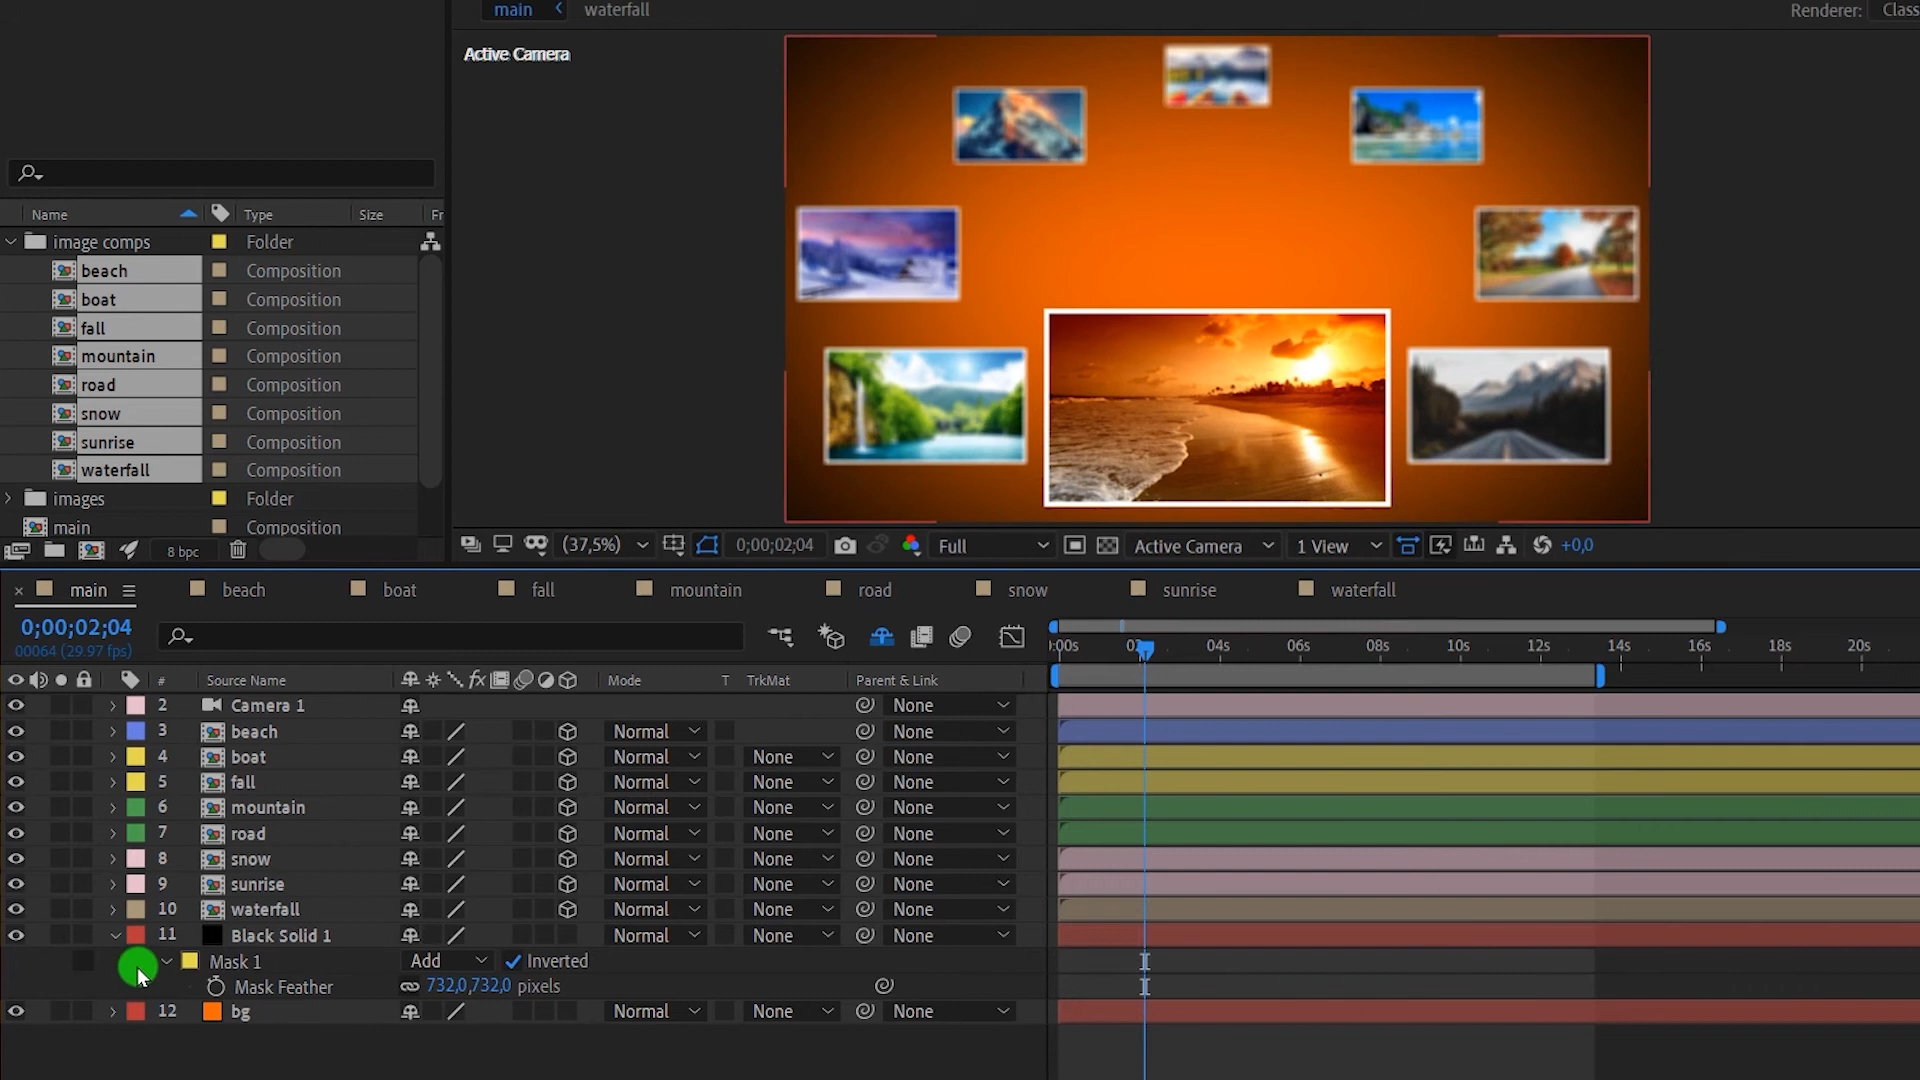 main < waterfall
Renderer: Class
Active Camera
Name Type Size Fr
image comps Folder
beach Composition
boat Composition
fall Composition
mountain Composition
road Composition
snow Composition
sunrise Composition
waterfall Composition
images Folder
main Composition
8 bpc
(37,5%) 0;00;02;04 Full Active Camera 1 View +0,0
× main beach boat fall mountain road snow sunrise waterfall
0;00;02;04
00064 (29.97 fps)
:00s 02s 04s 06s 08s 10s 12s 14s 16s 18s 20s
# Source Name fx Mode T TrkMat Parent & Link
2 Camera 1 None
3 beach Normal None
4 boat Normal None None
5 fall Normal None None
6 mountain Normal None None
7 road Normal None None
8 snow Normal None None
9 sunrise Normal None None
10 waterfall Normal None None
11 Black Solid 1 Normal None None
Mask 1 Add Inverted
Mask Feather 732,0,732,0 pixels
12 bg Normal None None